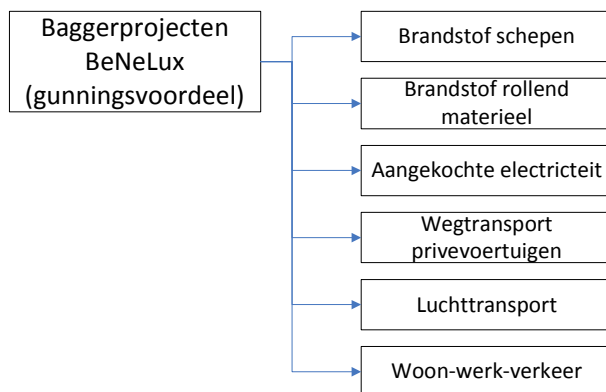 Baggerprojecten
BeNeLux
(gunningsvoordeel)
Brandstof schepen
Brandstof rollend
materieel
Aangekochte electricteit
Wegtransport
privevoertuigen
Luchttransport
Woon-werk-verkeer